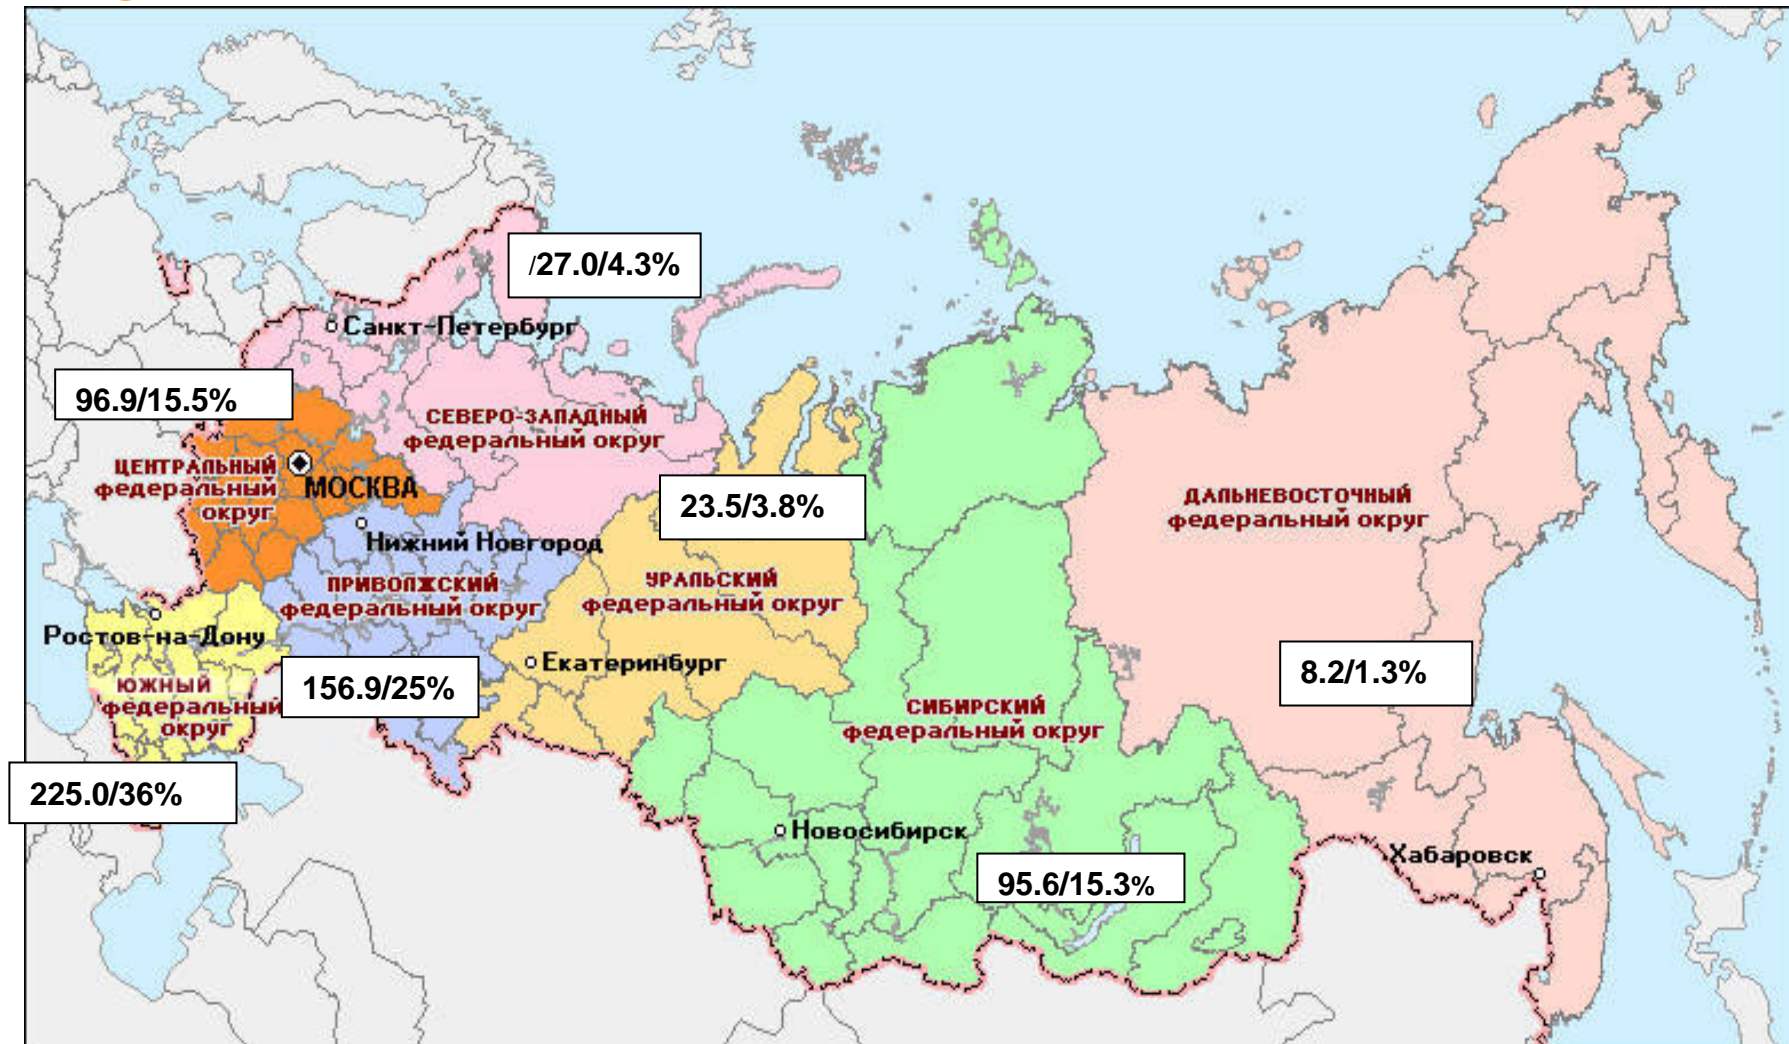 /27.0/4.3%
Санкт-Петербург
96.9/15.5%
СЕВЕРО-ЗАПАДНЫЙ
федеральный округ
ЦЕНТРАЛЬНЫЙ
федеральный
округ
МОСКВА
23.5/3.8%
ДАЛЬНЕВОСТОЧНЫЙ
федеральный округ
Нижний Новгород
ПРИВОЛЖСКИЙ
федеральный округ
УРАЛЬСКИЙ
федеральный округ
Ростов-на-Дону
Екатеринбург
156.9/25%
8.2/1.3%
ЮЖНЫЙ
федеральный
округ
СИБИРСКИЙ
федеральный округ
225.0/36%
Новосибирск
Хабаровск
95.6/15.3%